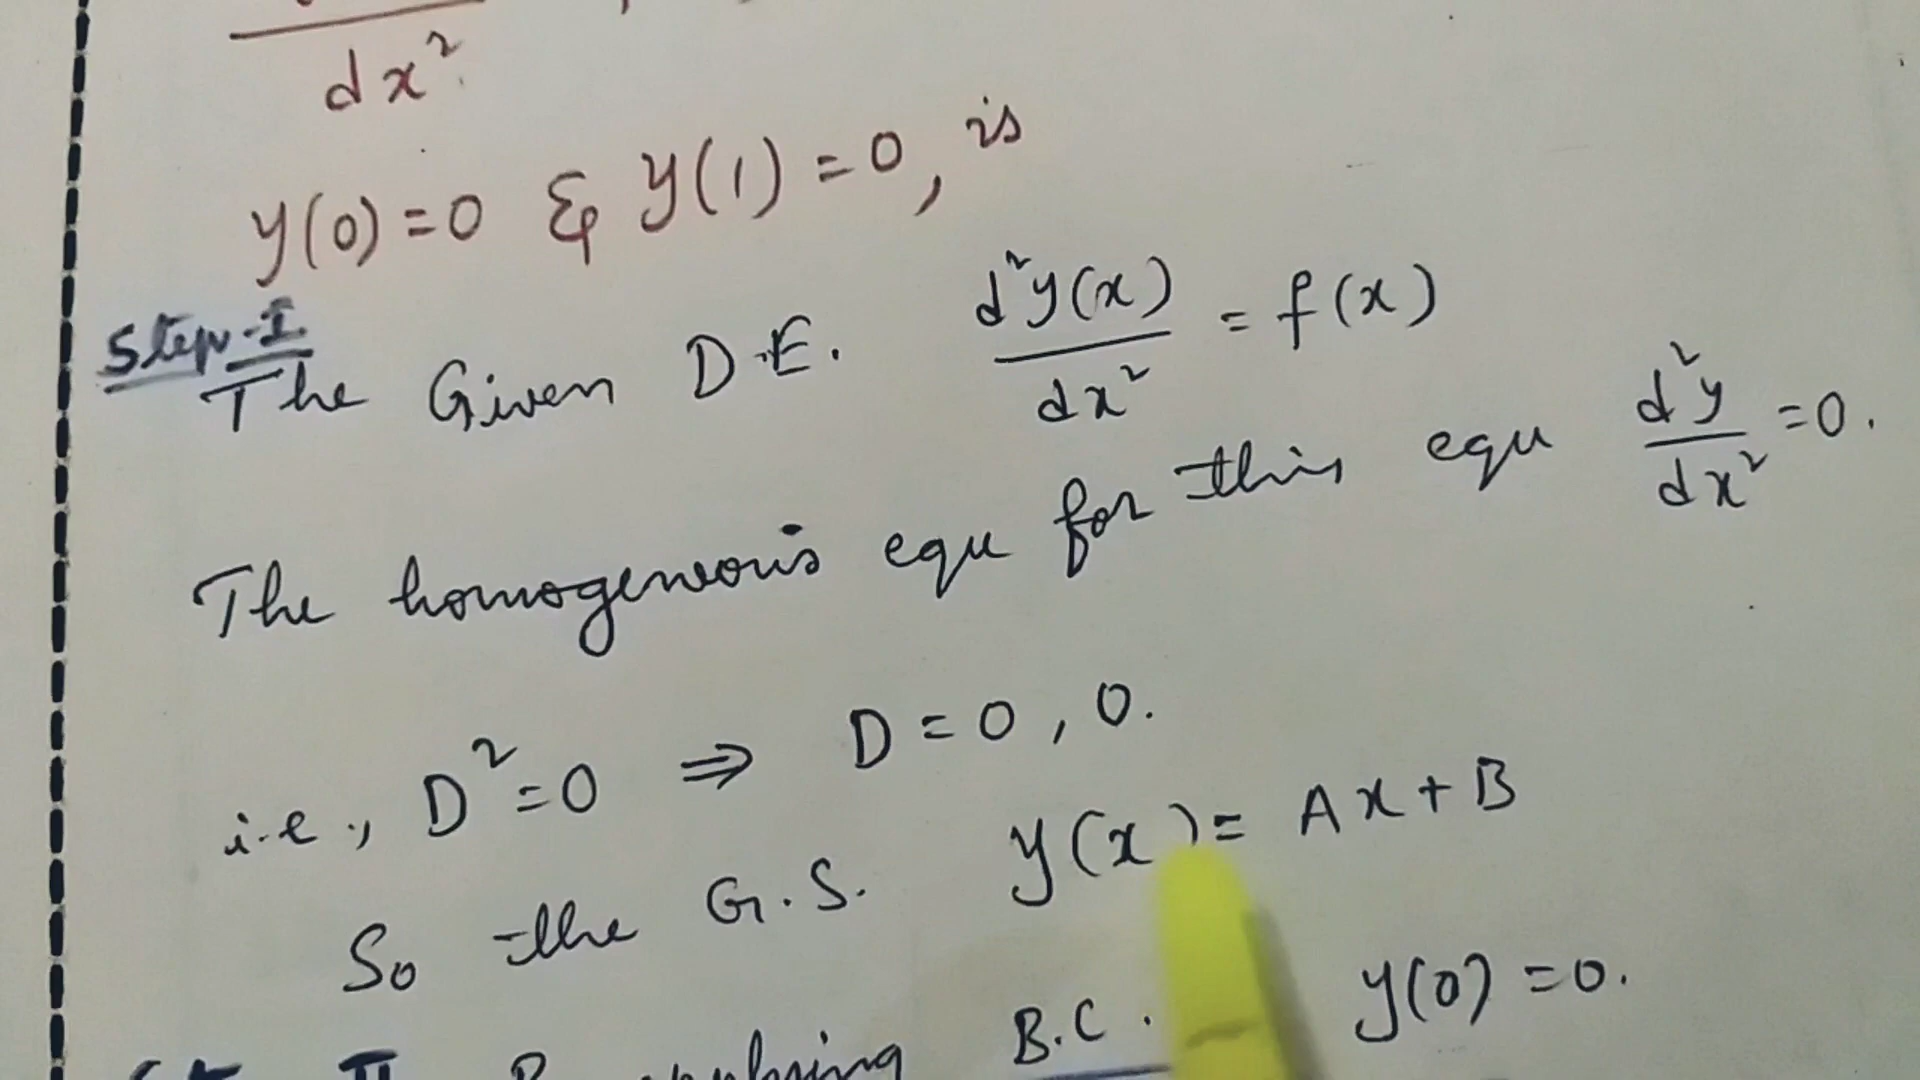 dx²
y(0)=0 & y(1)=0, is
Step-I
The Given D.E. d²y(x)/dx² = f(x)
The homogeneous equ for this equ d²y/dx² =0.
i.e., D²=0 ⇒ D=0,0.
So the G.S. y(x)= Ax+B
II B.C. y(0)=0.